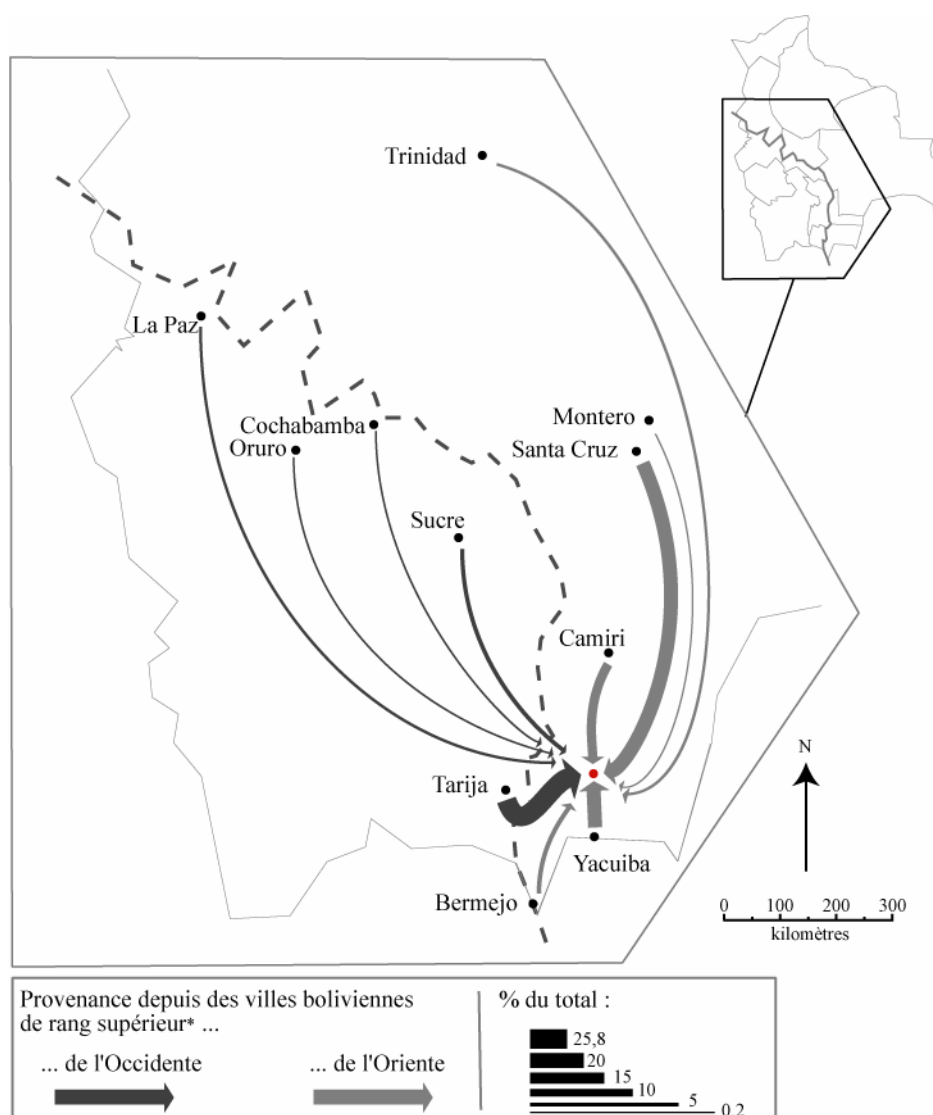 Trinidad
La Paz
Montero
Cochabamba
Santa Cruz
Oruro
Sucre
Camiri
N
Tarija
Yacuiba
Bermejo
0 100 200 300
kilomètres
Provenance depuis des villes boliviennes
de rang supérieur* ...
... de l'Occidente
... de l'Oriente
% du total :
25,8
20
15
10
5
0,2